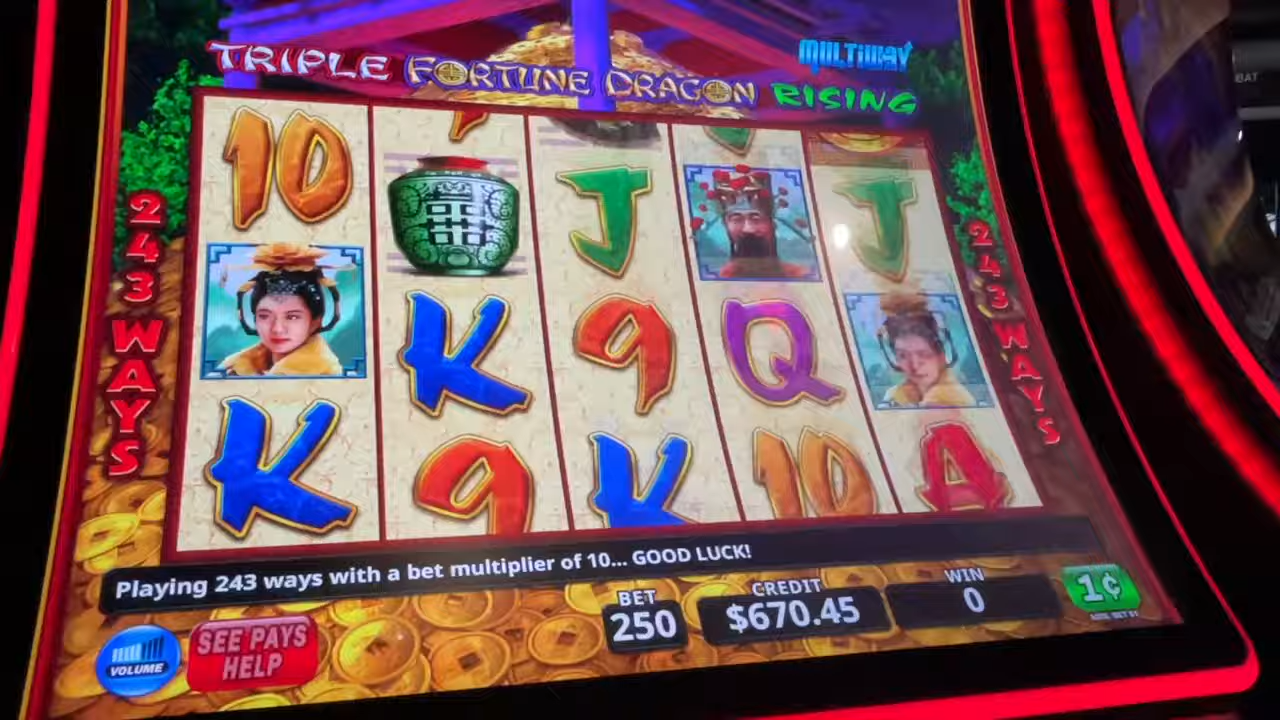 TRIPLE FORTUNE DRAGON RISING
MULTIWAY
243 WAYS
243 WAYS
10 J J
K 9 Q
K 9 K 10 A
Playing 243 ways with a bet multiplier of 10... GOOD LUCK!
BET CREDIT WIN
250 $670.45 0
1¢
VOLUME
SEE PAYS
HELP
BAT